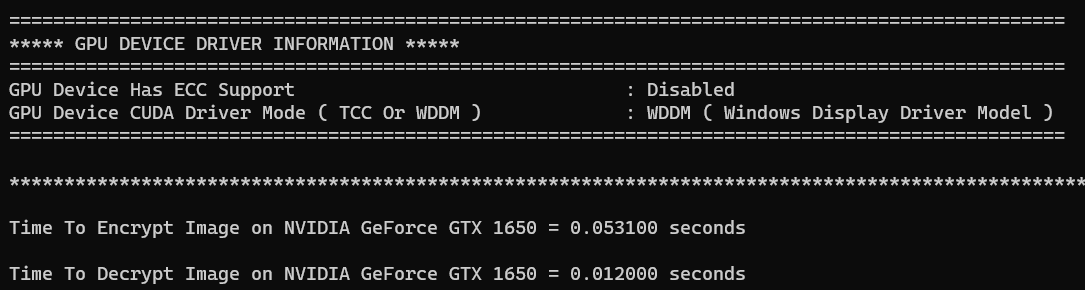 ================================================================================================
***** GPU DEVICE DRIVER INFORMATION *****
================================================================================================
GPU Device Has ECC Support                              : Disabled
GPU Device CUDA Driver Mode ( TCC Or WDDM )             : WDDM ( Windows Display Driver Model )
================================================================================================
**************************************************************************************************
Time To Encrypt Image on NVIDIA GeForce GTX 1650 = 0.053100 seconds
Time To Decrypt Image on NVIDIA GeForce GTX 1650 = 0.012000 seconds